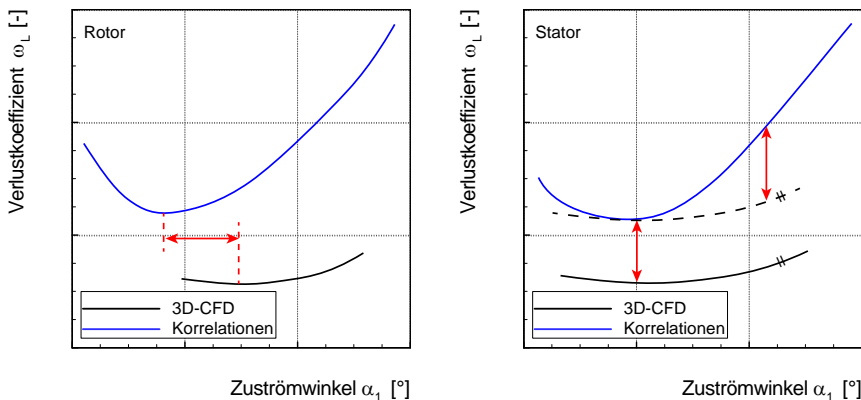 Rotor
Verlustkoeffizient ω_L [-]
3D-CFD
Korrelationen
Zuströmwinkel α_1 [°]
Stator
Verlustkoeffizient ω_L [-]
3D-CFD
Korrelationen
Zuströmwinkel α_1 [°]